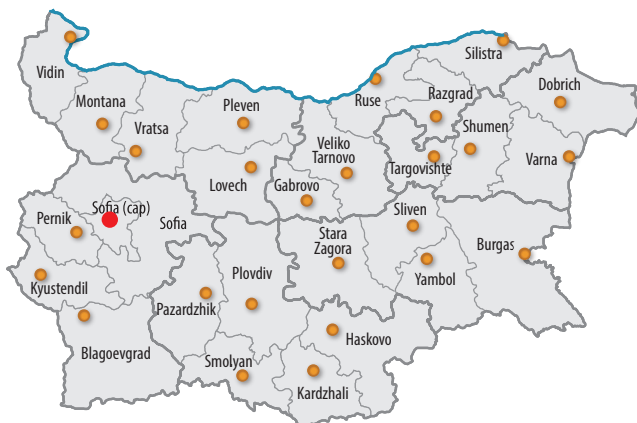 Silistra
Vidin
Dobrich
Montana
Pleven
Ruse
Razgrad
Vratsa
Shumen
Veliko
Tarnovo
Targovishte
Varna
Lovech
Gabrovo
Sofia (cap)
Pernik
Sofia
Sliven
Stara
Zagora
Burgas
Plovdiv
Kyustendil
Pazardzhik
Yambol
Haskovo
Blagoevgrad
Smolyan
Kardzhali